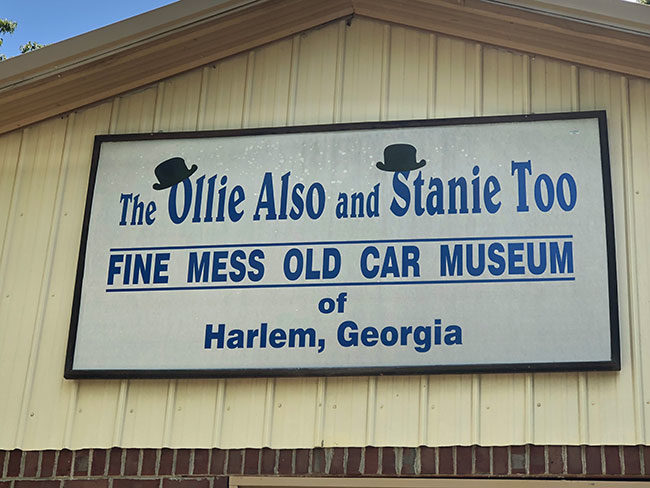 The Ollie Also and Stanie Too
FINE MESS OLD CAR MUSEUM
of
Harlem, Georgia